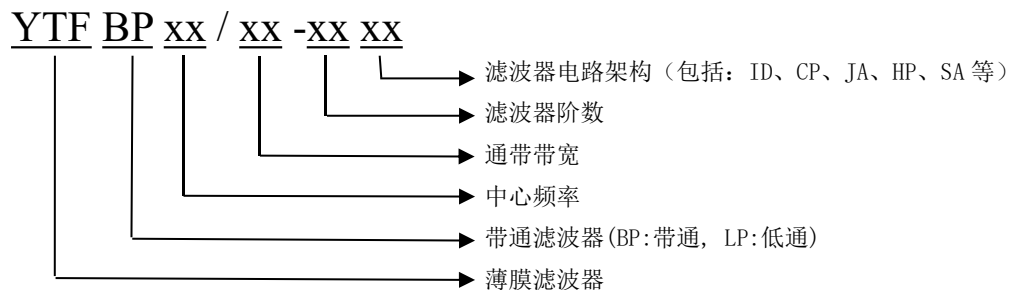 YTF BP xx / xx -xx xx
滤波器电路架构（包括：ID、CP、JA、HP、SA 等）
滤波器阶数
通带带宽
中心频率
带通滤波器(BP:带通, LP:低通)
薄膜滤波器